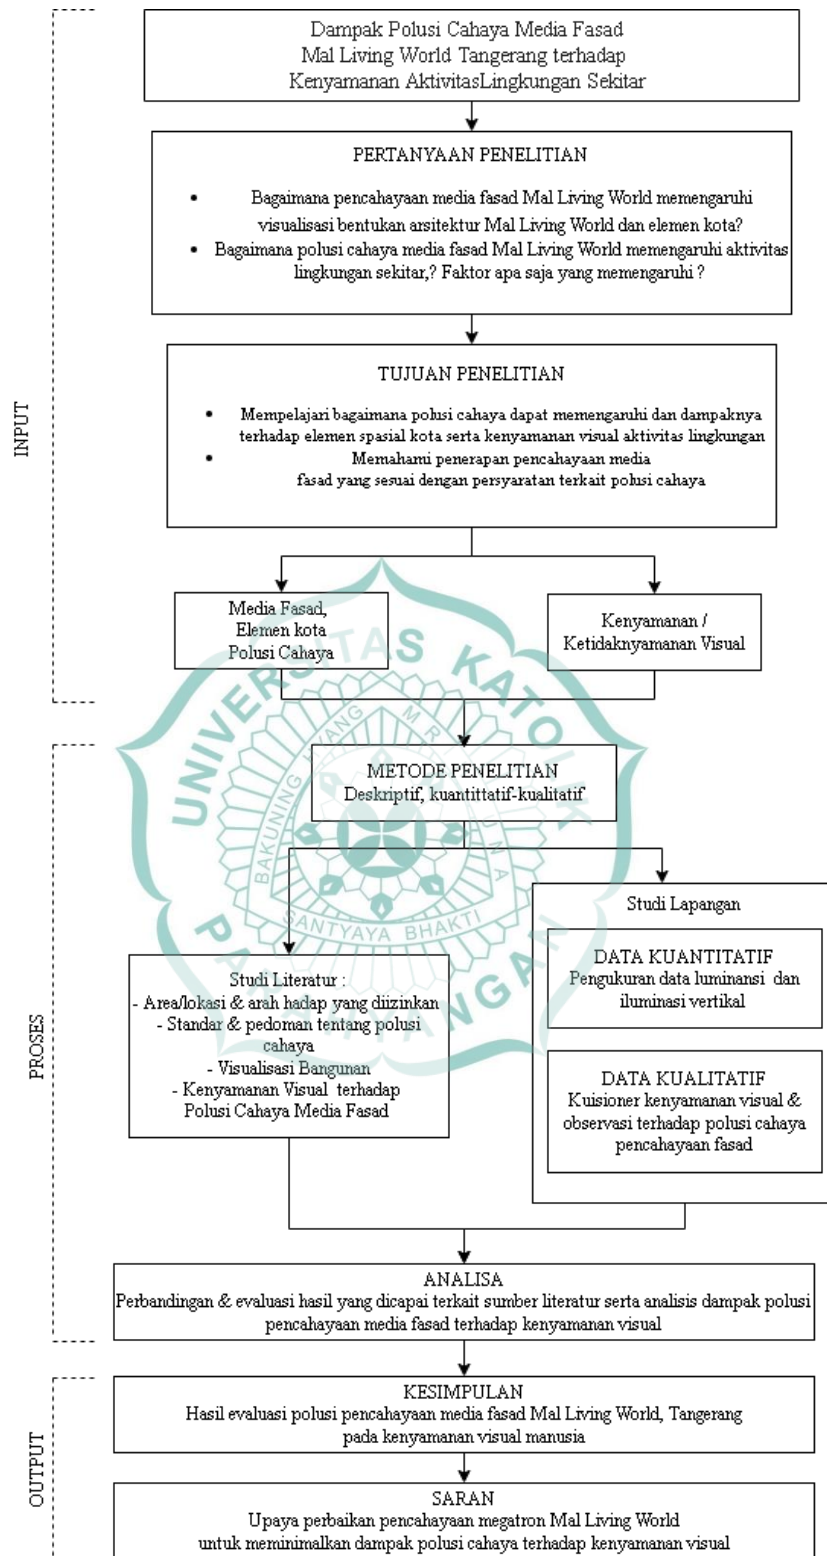 Dampak Polusi Cahaya Media Fasad
Mal Living World Tangerang terhadap
Kenyamanan AktivitasLingkungan Sekitar
PERTANYAAN PENELITIAN
• Bagaimana pencahayaan media fasad Mal Living World memengaruhi
visualisasi bentukan arsitektur Mal Living World dan elemen kota?
• Bagaimana polusi cahaya media fasad Mal Living World memengaruhi aktivitas
lingkungan sekitar,? Faktor apa saja yang memengaruhi ?
TUJUAN PENELITIAN
• Mempelajari bagaimana polusi cahaya dapat memengaruhi dan dampaknya
terhadap elemen spasial kota serta kenyamanan visual aktivitas lingkungan
• Memahami penerapan pencahayaan media
fasad yang sesuai dengan persyaratan terkait polusi cahaya
INPUT
Media Fasad,
Elemen kota
Polusi Cahaya
Kenyamanan /
Ketidaknyamanan Visual
METODE PENELITIAN
Deskriptif, kuantittatif-kualitatif
Studi Literatur :
- Area/lokasi & arah hadap yang diizinkan
- Standar & pedoman tentang polusi
cahaya
- Visualisasi Bangunan
- Kenyamanan Visual terhadap
Polusi Cahaya Media Fasad
Studi Lapangan
DATA KUANTITATIF
Pengukuran data luminansi dan
iluminasi vertikal
DATA KUALITATIF
Kuisioner kenyamanan visual &
observasi terhadap polusi cahaya
pencahayaan fasad
PROSES
ANALISA
Perbandingan & evaluasi hasil yang dicapai terkait sumber literatur serta analisis dampak polusi
pencahayaan media fasad terhadap kenyamanan visual
OUTPUT
KESIMPULAN
Hasil evaluasi polusi pencahayaan media fasad Mal Living World, Tangerang
pada kenyamanan visual manusia
SARAN
Upaya perbaikan pencahayaan megatron Mal Living World
untuk meminimalkan dampak polusi cahaya terhadap kenyamanan visual
UNIVERSITAS KATOLIK
PARAHYANGAN
BAKUNING HYANG MRIH GUNA
SANTYAYA BHAKTI